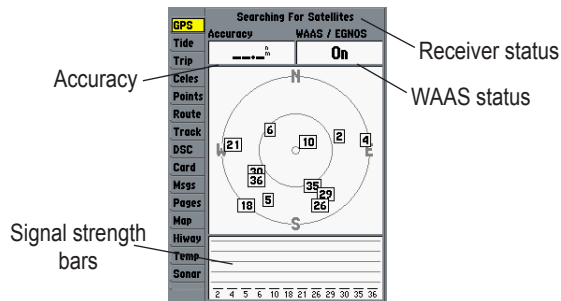 GPS
Tide
Trip
Celes
Points
Route
Track
DSC
Card
Msgs
Pages
Map
Hiway
Temp
Sonar
Searching For Satellites
Accuracy
WAAS / EGNOS
__._ n m
On
N
W
E
S
6
2
4
21
10
30
36
35
29
26
18
5
2 4 5 6 10 18 21 26 29 30 35 36
Receiver status
WAAS status
Accuracy
Signal strength
bars